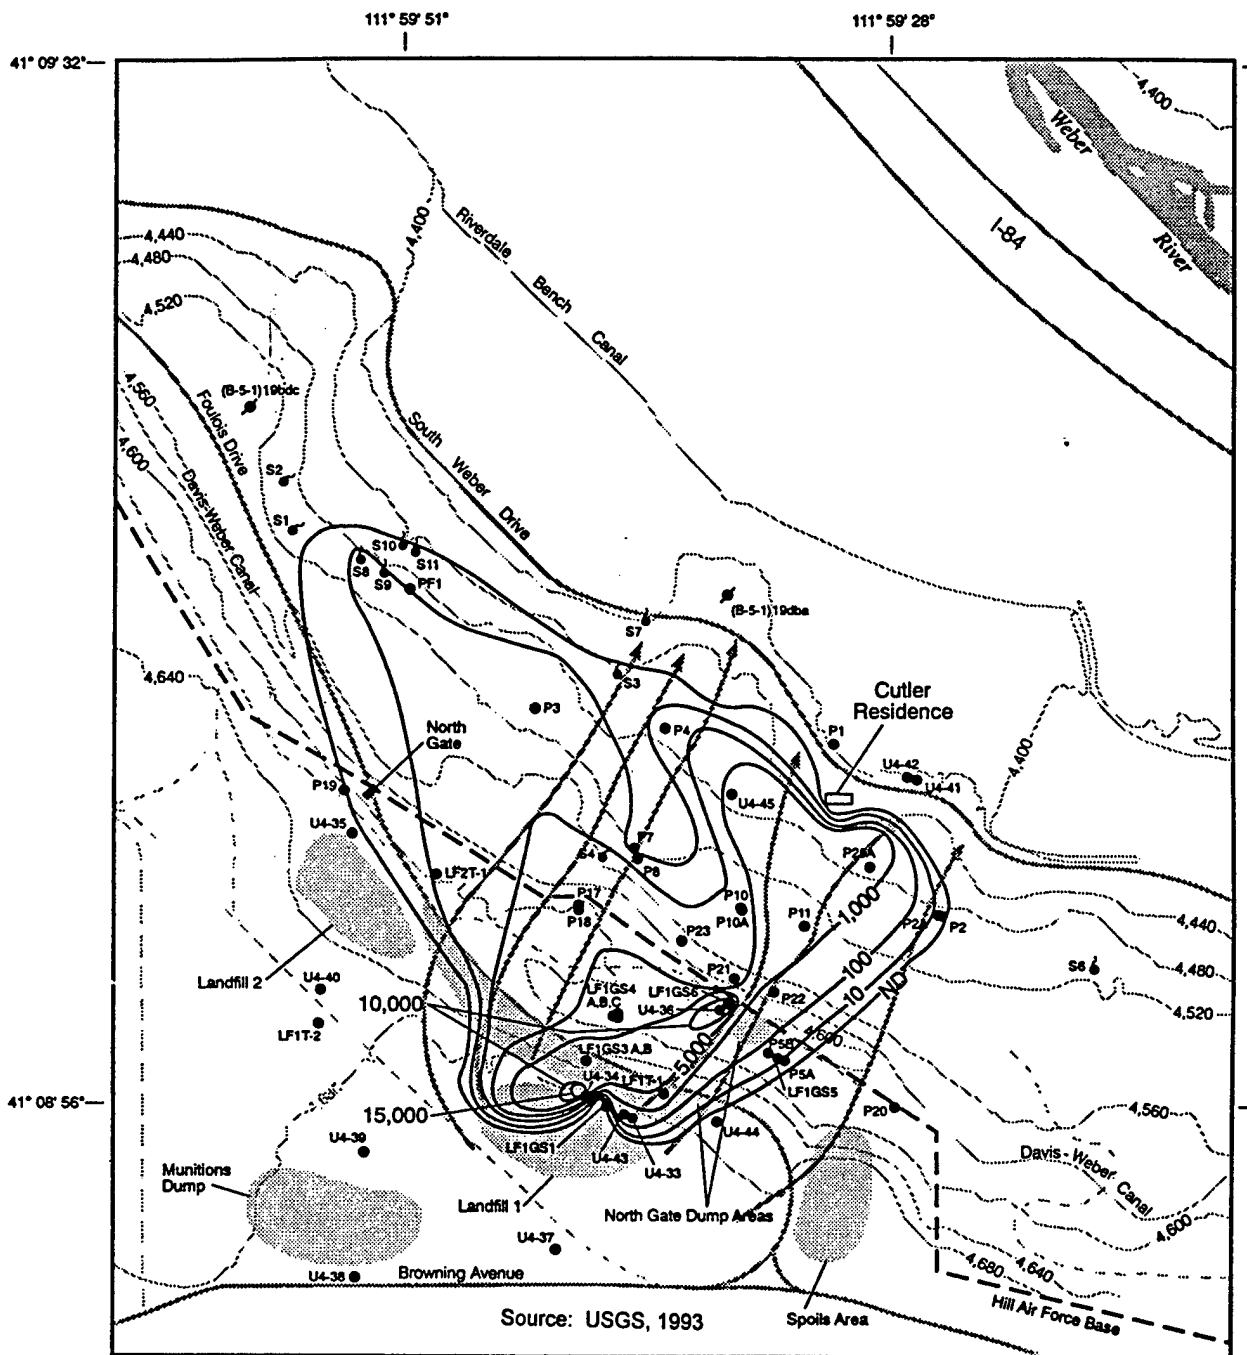 111° 59' 51"
111° 59' 28"
41° 09' 32"
4,400
Weber
River
I-84
4,440
4,480
4,520
4,400
Riverdale
Bench
Canal
(B-5-1)19bdc
4,560
4,600
Foulois Drive
Davis-Weber Canal
South
Weber
Drive
S2
S1
S10
S11
S8
S9
PF1
(B-5-1)19dba
S7
S3
4,640
P3
P4
North
Gate
Cutler
Residence
P1
U4-42
U4-41
4,400
P19
U4-35
U4-45
P7
P6
S4
LF2T-1
P17
P18
P10
P10A
P11
1,000
P2
P23
4,440
4,480
4,520
S6
Landfill 2
U4-40
LF1T-2
10,000
LF1GS4
A,B,C
P21
LF1GS6
U4-36
P22
100
10
ND
4,600
5,000
LF1GS3 A,B
U4-34
LF1T-1
P5B
P5A
LF1GS5
41° 08' 56"
15,000
P20
4,560
U4-39
LF1GS1
U4-43
U4-33
U4-44
Davis-Weber Canal
Munitions
Dump
Landfill 1
North Gate Dump Areas
4,600
U4-37
U4-38
Browning Avenue
4,680
4,640
Hill Air Force Base
Source: USGS, 1993
Spoils Area